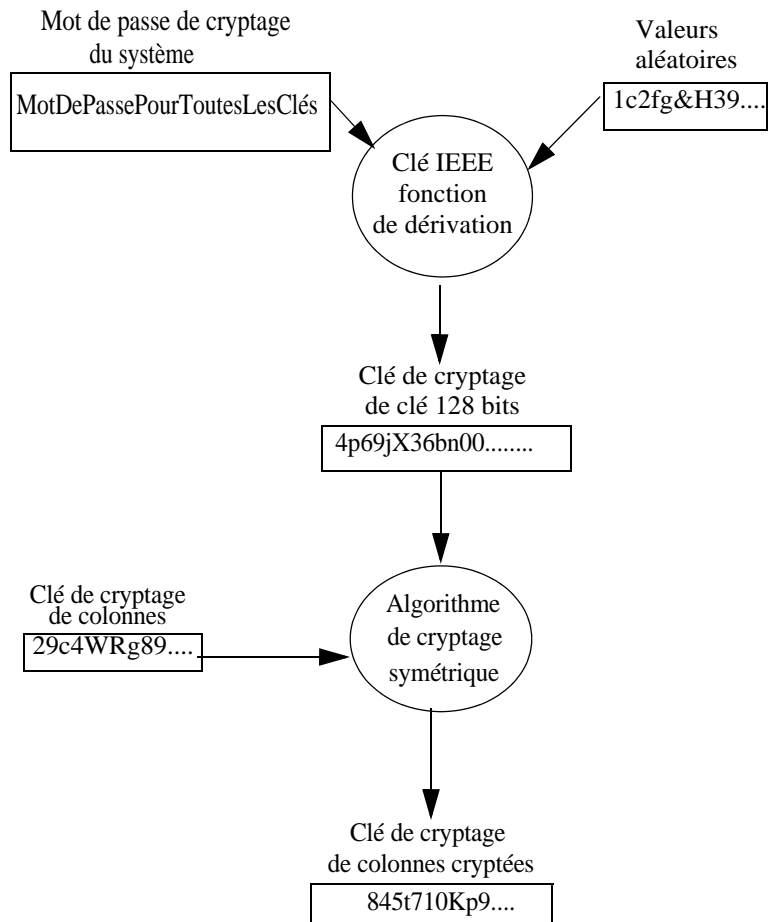 Mot de passe de cryptage
du système
MotDePassePourToutesLesClés
Valeurs
aléatoires
1c2fg&H39....
Clé IEEE
fonction
de dérivation
Clé de cryptage
de clé 128 bits
4p69jX36bn00........
Clé de cryptage
de colonnes
29c4WRg89....
Algorithme
de cryptage
symétrique
Clé de cryptage
de colonnes cryptées
845t710Kp9....